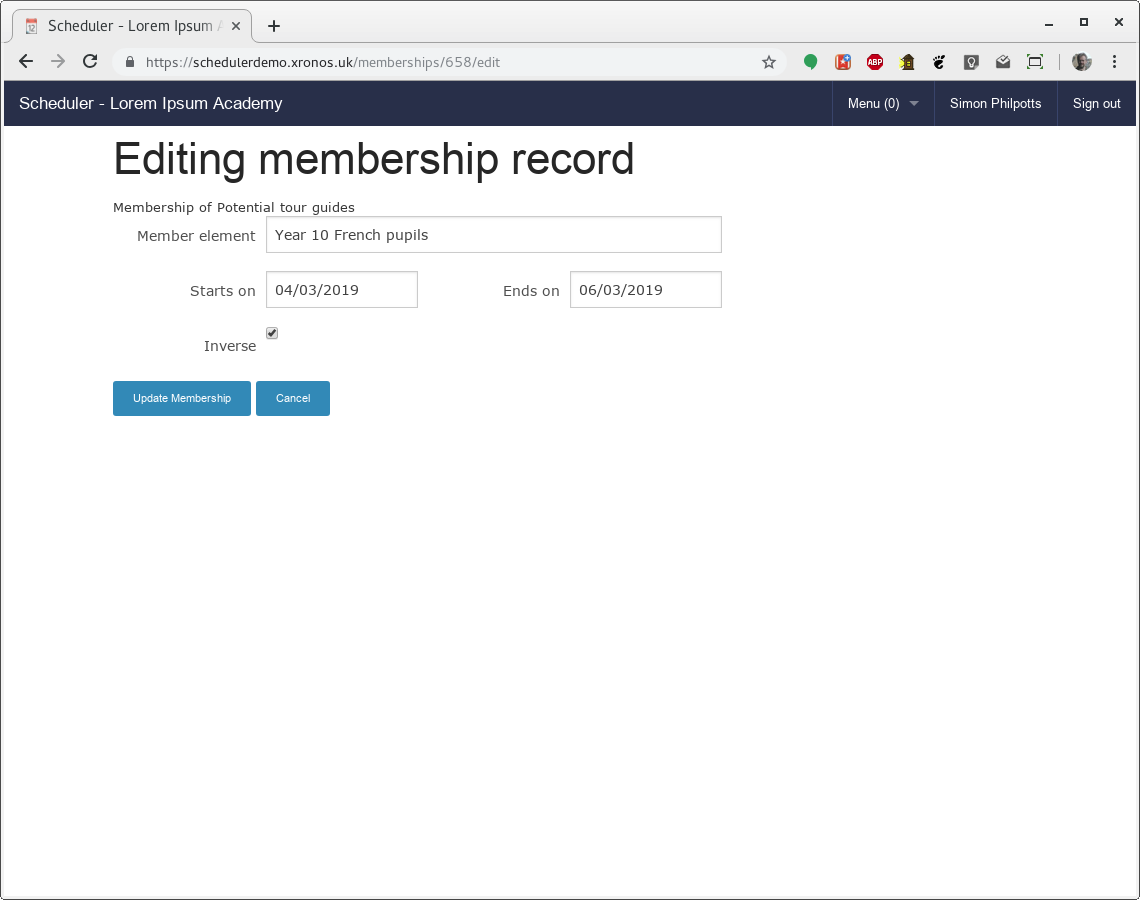 Scheduler - Lorem Ipsum A
https://schedulerdemo.xronos.uk/memberships/658/edit
ABP
Scheduler - Lorem Ipsum Academy
Menu (0)
Simon Philpotts
Sign out
Editing membership record
Membership of Potential tour guides
Member element
Year 10 French pupils
Starts on
04/03/2019
Ends on
06/03/2019
Inverse
Update Membership
Cancel